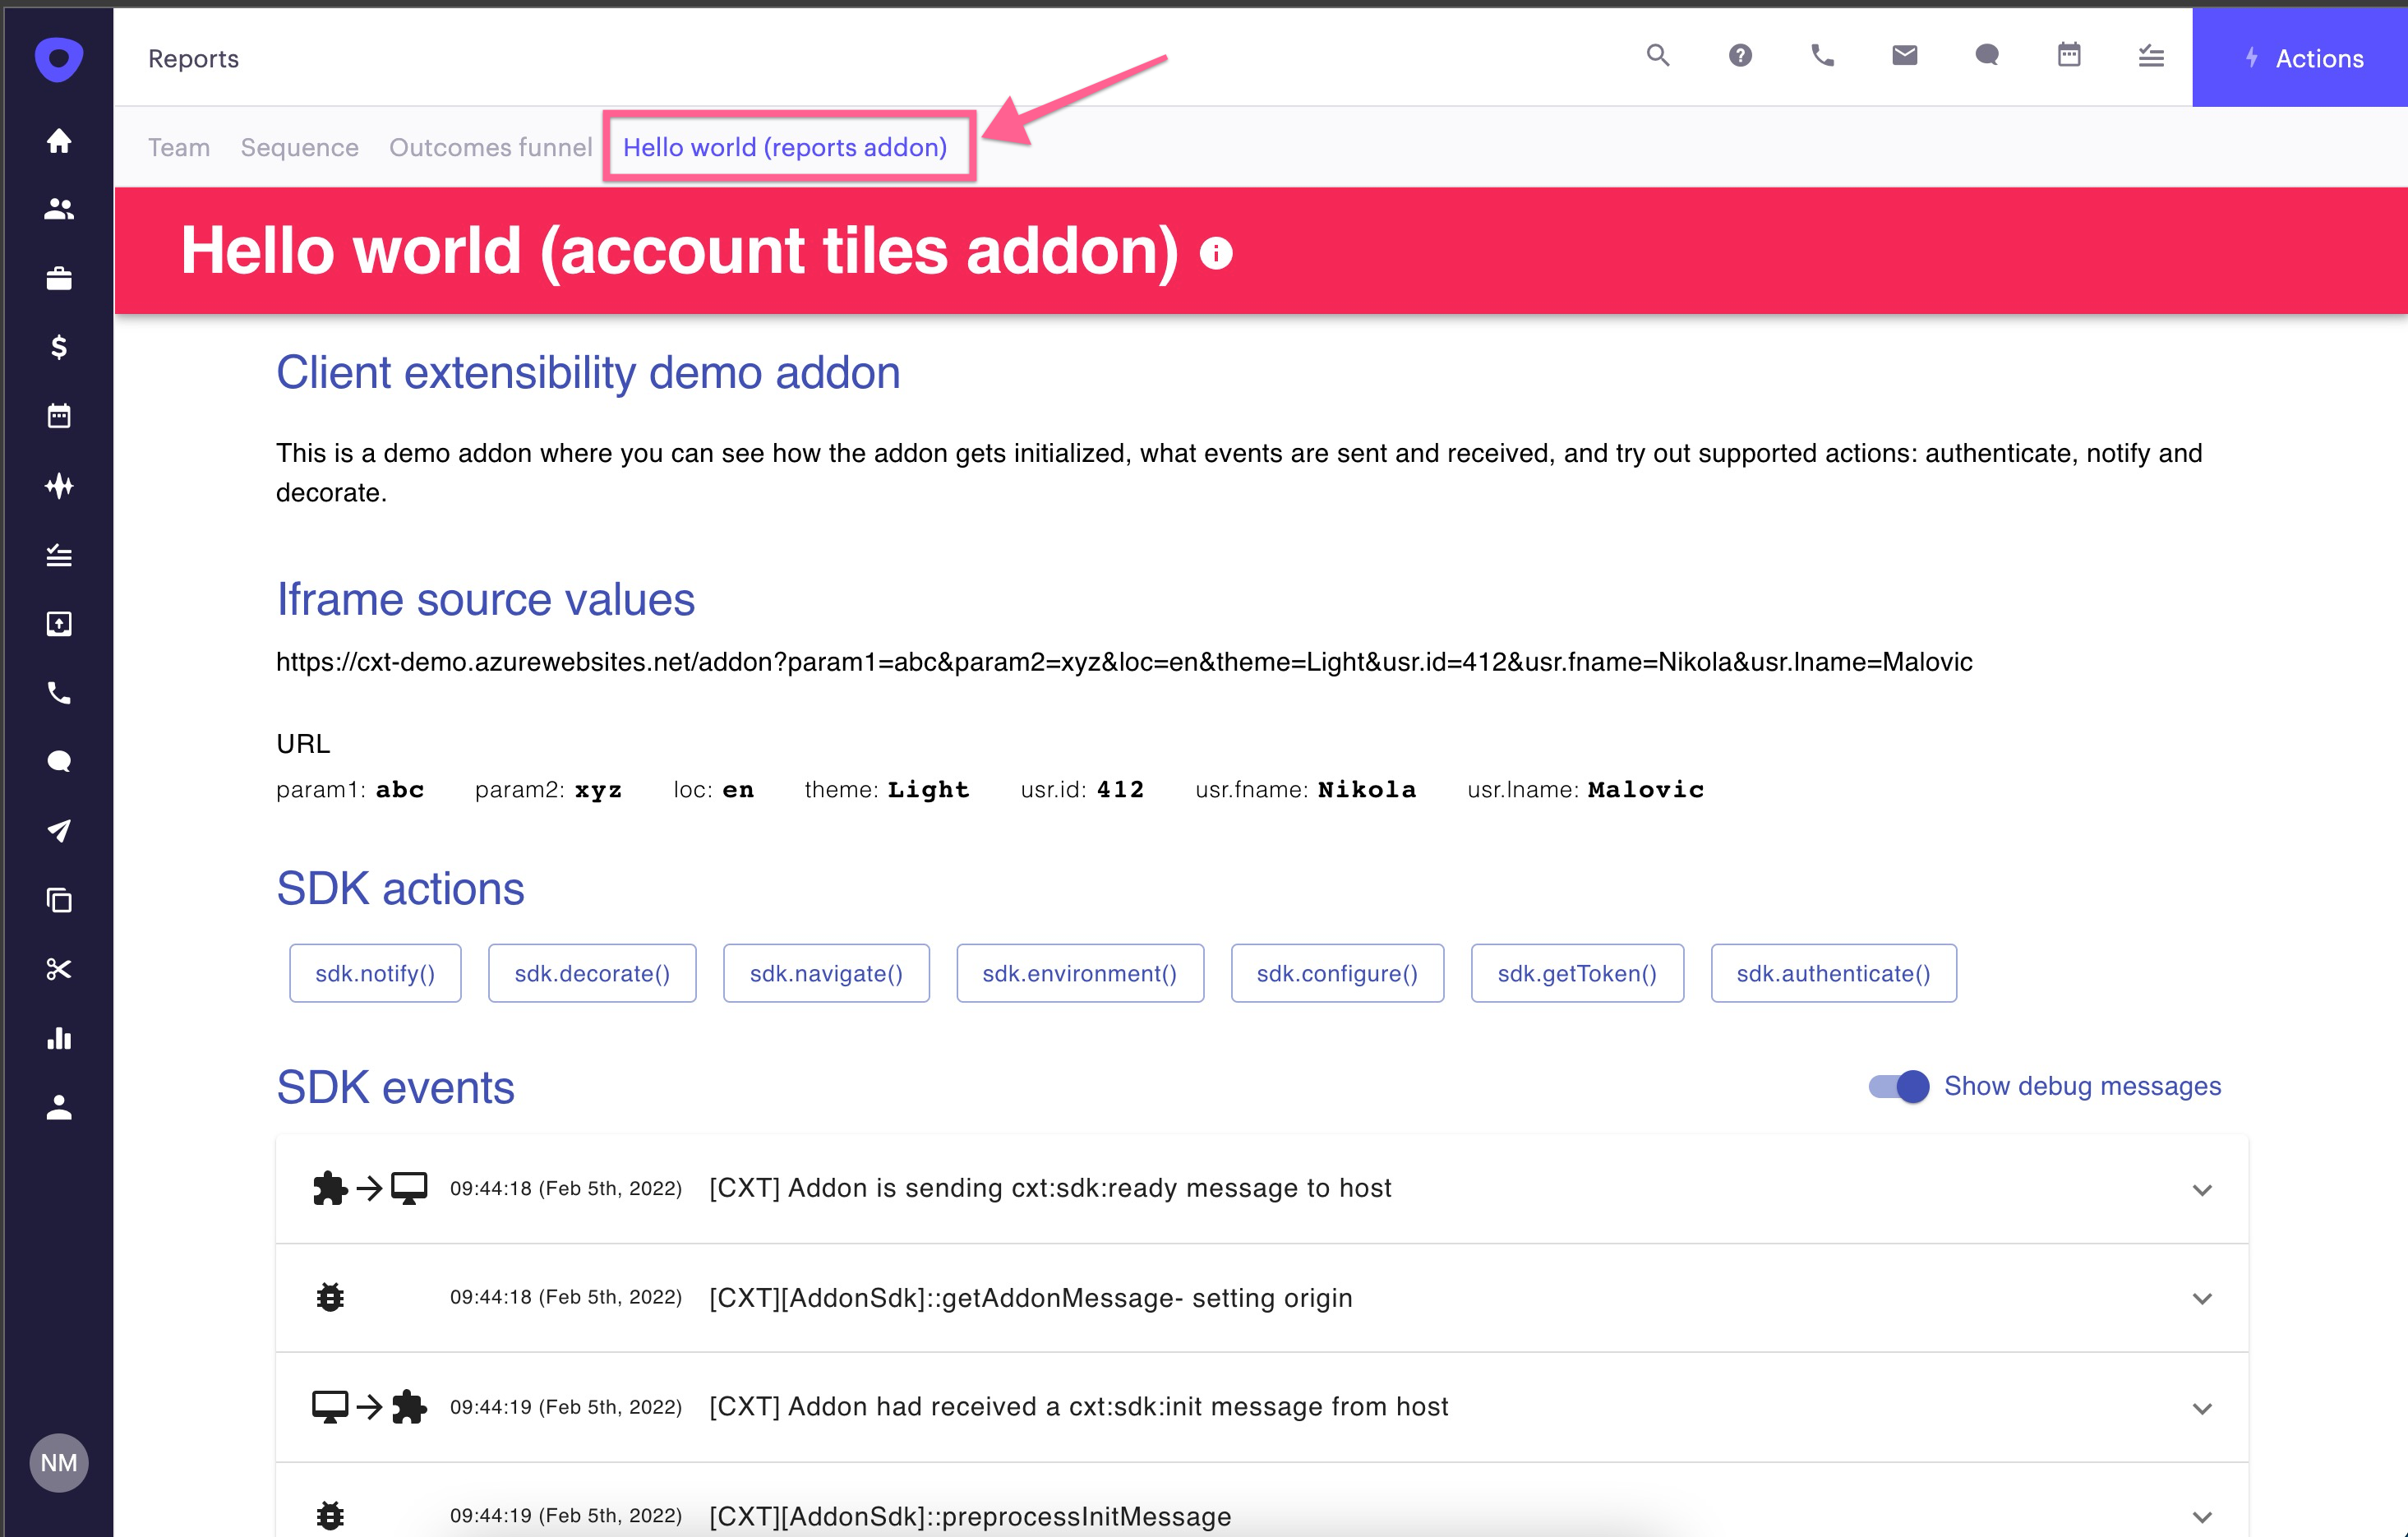 Reports
Actions
Team Sequence Outcomes funnel Hello world (reports addon)
Hello world (account tiles addon)
Client extensibility demo addon
This is a demo addon where you can see how the addon gets initialized, what events are sent and received, and try out supported actions: authenticate, notify and
decorate.
Iframe source values
https://cxt-demo.azurewebsites.net/addon?param1=abc&param2=xyz&loc=en&theme=Light&usr.id=412&usr.fname=Nikola&usr.lname=Malovic
URL
param1: abc param2: xyz loc: en theme: Light usr.id: 412 usr.fname: Nikola usr.lname: Malovic
SDK actions
sdk.notify() sdk.decorate() sdk.navigate() sdk.environment() sdk.configure() sdk.getToken() sdk.authenticate()
SDK events
Show debug messages
09:44:18 (Feb 5th, 2022) [CXT] Addon is sending cxt:sdk:ready message to host
09:44:18 (Feb 5th, 2022) [CXT][AddonSdk]::getAddonMessage- setting origin
09:44:19 (Feb 5th, 2022) [CXT] Addon had received a cxt:sdk:init message from host
09:44:19 (Feb 5th, 2022) [CXT][AddonSdk]::preprocessInitMessage
NM